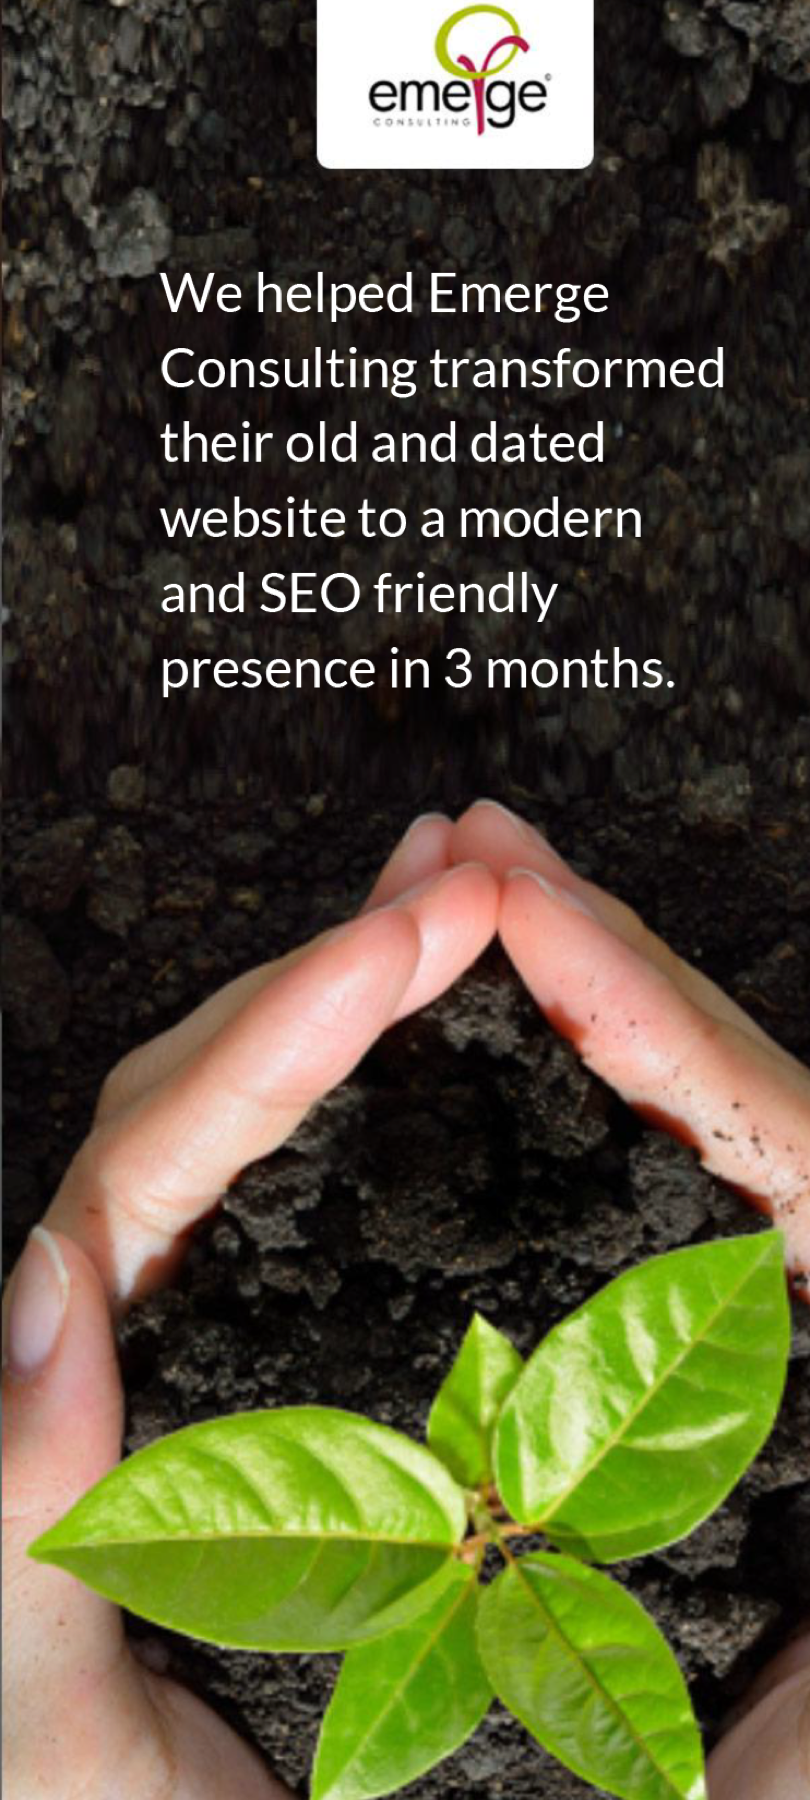 emerge©
CONSULTING
We helped Emerge
Consulting transformed
their old and dated
website to a modern
and SEO friendly
presence in 3 months.